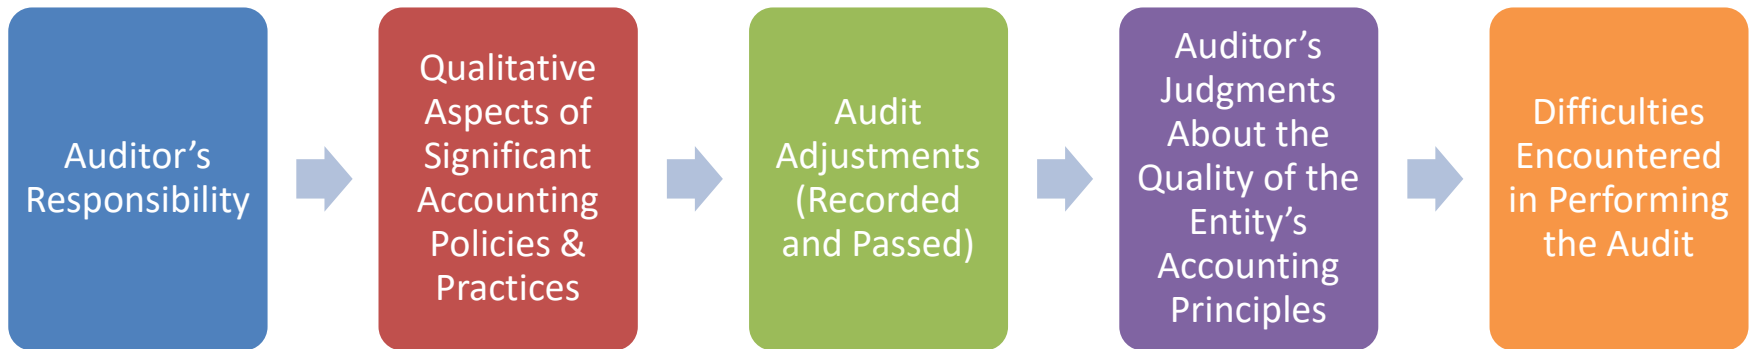 Auditor’s
Responsibility
Qualitative
Aspects of
Significant
Accounting
Policies &
Practices
Audit
Adjustments
(Recorded
and Passed)
Auditor’s
Judgments
About the
Quality of the
Entity’s
Accounting
Principles
Difficulties
Encountered
in Performing
the Audit